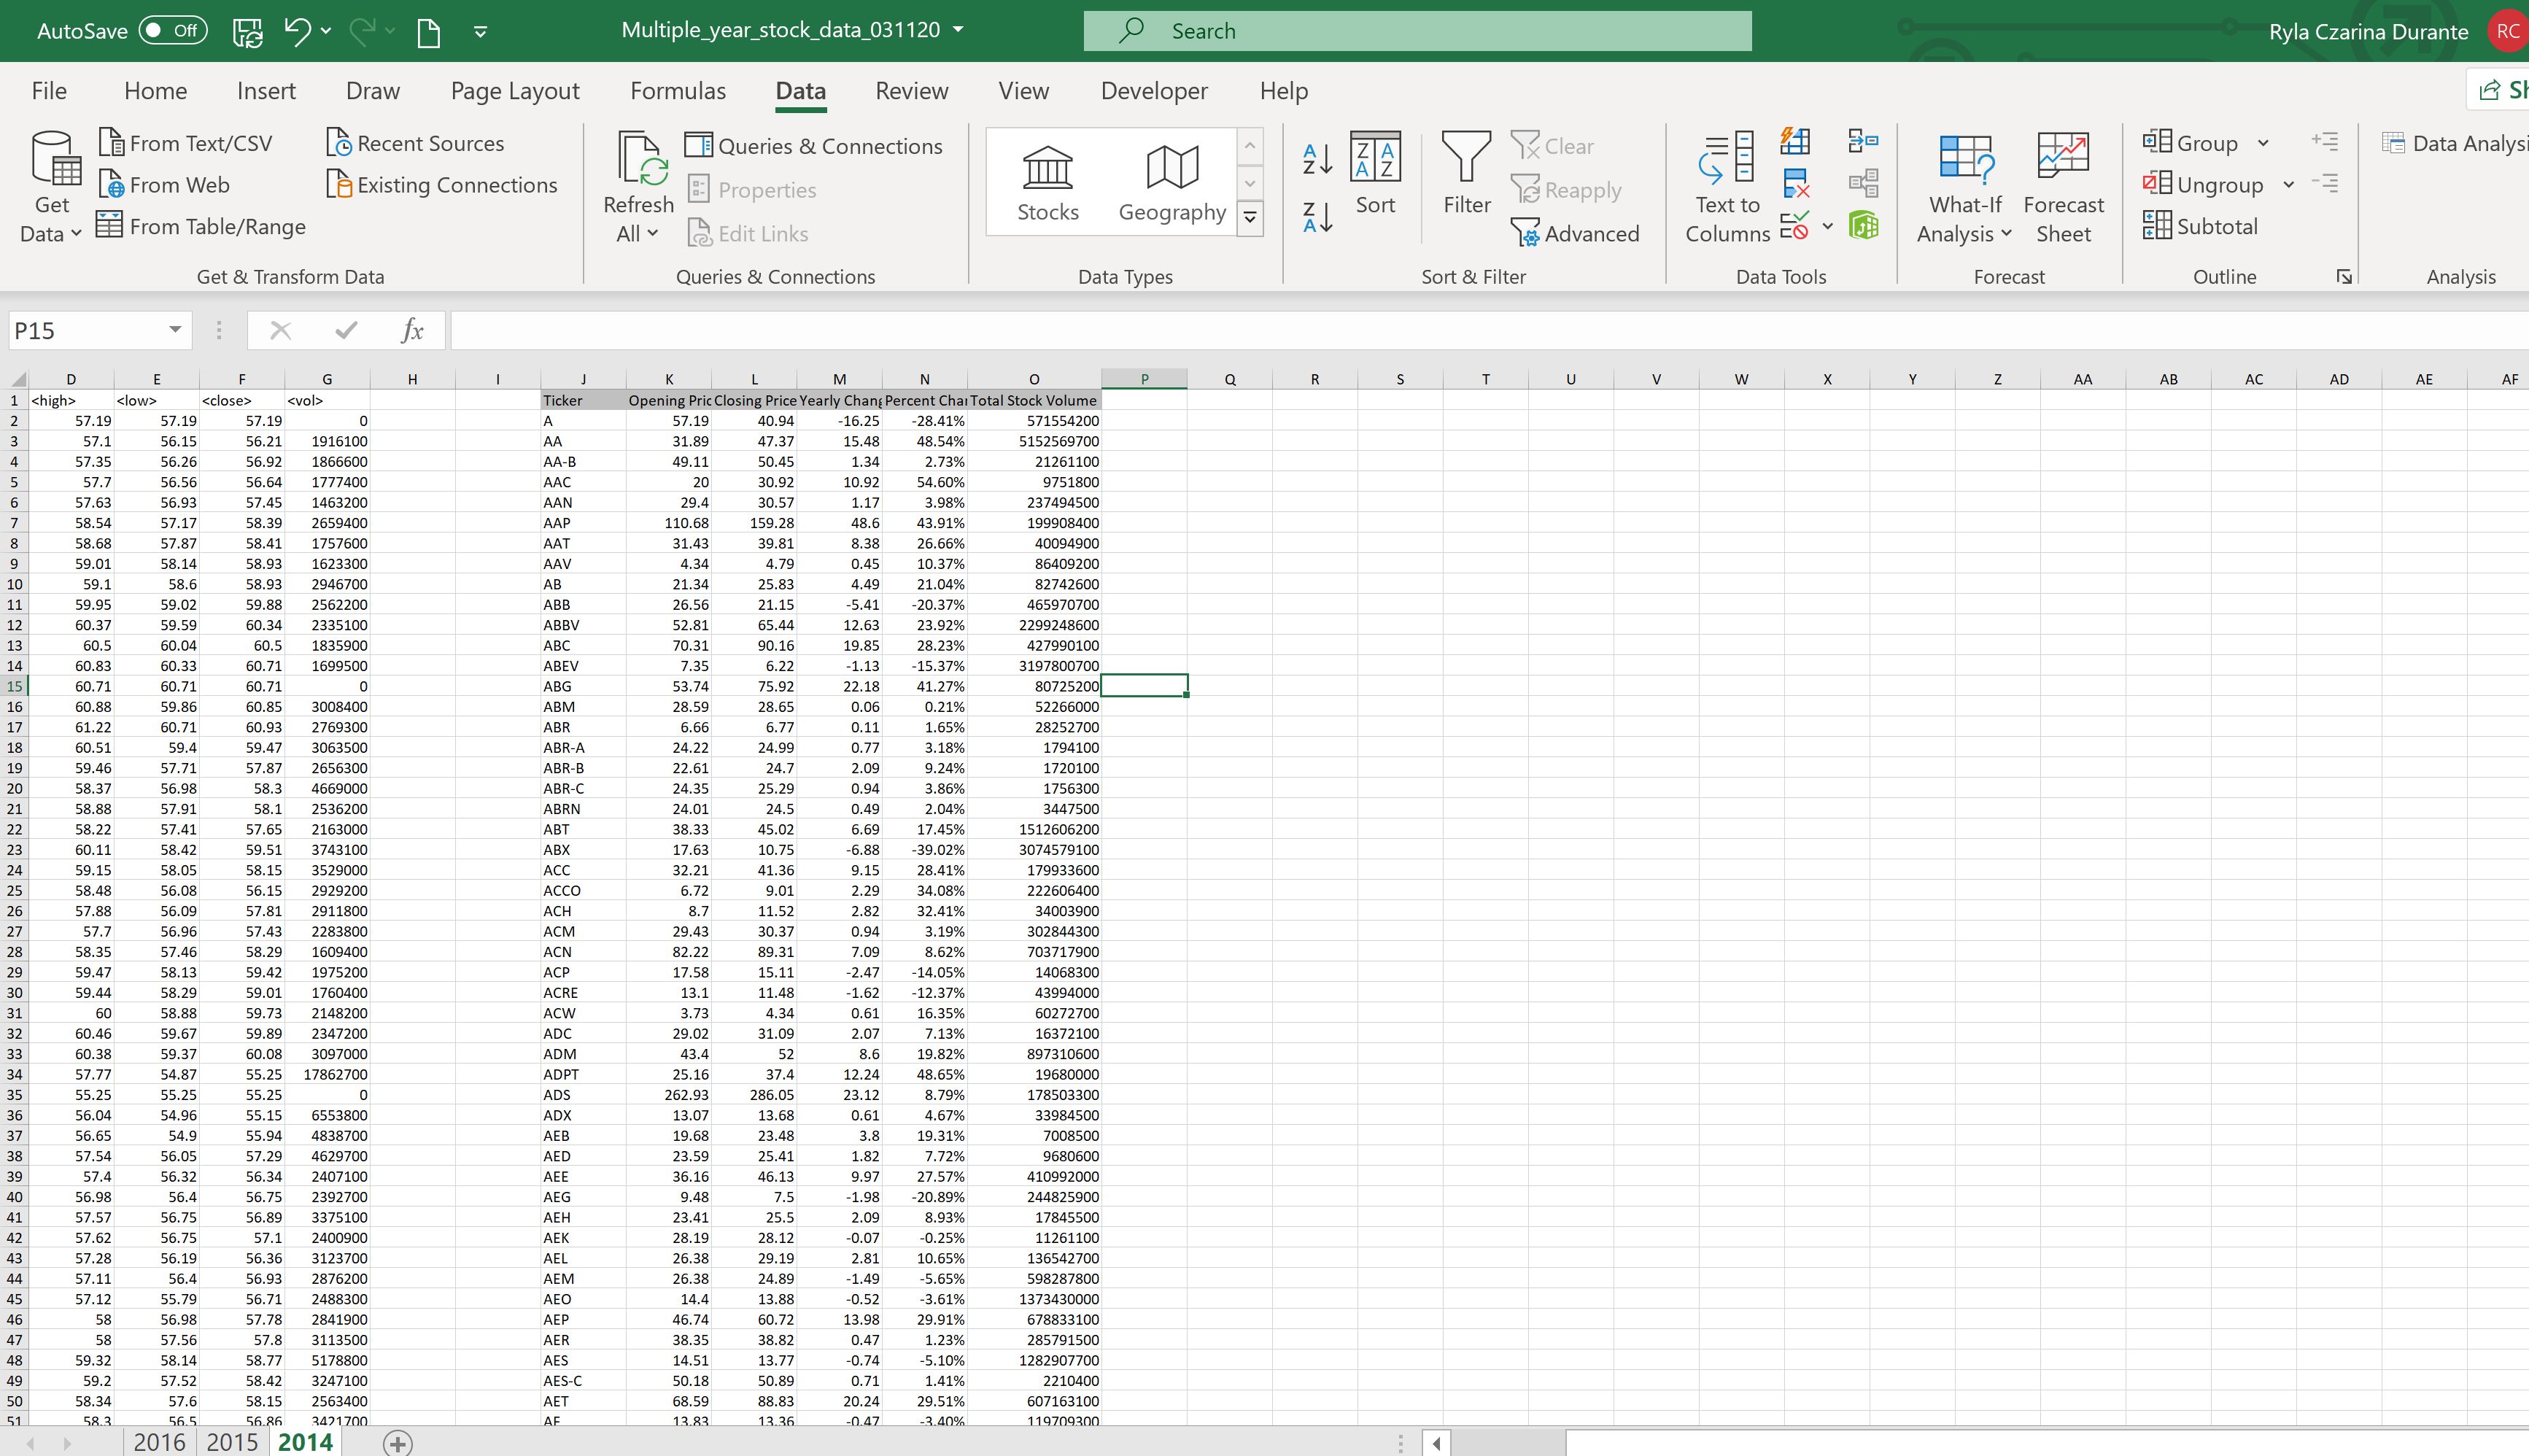 AutoSave Off Multiple_year_stock_data_031120 Search Ryla Czarina Durante RC
File Home Insert Draw Page Layout Formulas Data Review View Developer Help Sh
Get Data From Text/CSV From Web From Table/Range Recent Sources Existing Connections
Get & Transform Data
Refresh All Queries & Connections Properties Edit Links
Queries & Connections
Stocks Geography
Data Types
Sort Filter Clear Reapply Advanced
Sort & Filter
Text to Columns
Data Tools
What-If Analysis Forecast Sheet
Forecast
Group Ungroup Subtotal
Outline
Data Analysi
Analysis
P15 fx
D E F G H I J K L M N O P Q R S T U V W X Y Z AA AB AC AD AE AF
1 <high> <low> <close> <vol> Ticker Opening Pric Closing Price Yearly Chang Percent Chai Total Stock Volume
2 57.19 57.19 57.19 0 A 57.19 40.94 -16.25 -28.41% 571554200
3 57.1 56.15 56.21 1916100 AA 31.89 47.37 15.48 48.54% 5152569700
4 57.35 56.26 56.92 1866600 AA-B 49.11 50.45 1.34 2.73% 21261100
5 57.7 56.56 56.64 1777400 AAC 20 30.92 10.92 54.60% 9751800
6 57.63 56.93 57.45 1463200 AAN 29.4 30.57 1.17 3.98% 237494500
7 58.54 57.17 58.39 2659400 AAP 110.68 159.28 48.6 43.91% 199908400
8 58.68 57.87 58.41 1757600 AAT 31.43 39.81 8.38 26.66% 40094900
9 59.01 58.14 58.93 1623300 AAV 4.34 4.79 0.45 10.37% 86409200
10 59.1 58.6 58.93 2946700 AB 21.34 25.83 4.49 21.04% 82742600
11 59.95 59.02 59.88 2562200 ABB 26.56 21.15 -5.41 -20.37% 465970700
12 60.37 59.59 60.34 2335100 ABBV 52.81 65.44 12.63 23.92% 2299248600
13 60.5 60.04 60.5 1835900 ABC 70.31 90.16 19.85 28.23% 427990100
14 60.83 60.33 60.71 1699500 ABEV 7.35 6.22 -1.13 -15.37% 3197800700
15 60.71 60.71 60.71 0 ABG 53.74 75.92 22.18 41.27% 80725200
16 60.88 59.86 60.85 3008400 ABM 28.59 28.65 0.06 0.21% 52266000
17 61.22 60.71 60.93 2769300 ABR 6.66 6.77 0.11 1.65% 28252700
18 60.51 59.4 59.47 3063500 ABR-A 24.22 24.99 0.77 3.18% 1794100
19 59.46 57.71 57.87 2656300 ABR-B 22.61 24.7 2.09 9.24% 1720100
20 58.37 56.98 58.3 4669000 ABR-C 24.35 25.29 0.94 3.86% 1756300
21 58.88 57.91 58.1 2536200 ABRN 24.01 24.5 0.49 2.04% 3447500
22 58.22 57.41 57.65 2163000 ABT 38.33 45.02 6.69 17.45% 1512606200
23 60.11 58.42 59.51 3743100 ABX 17.63 10.75 -6.88 -39.02% 3074579100
24 59.15 58.05 58.15 3529000 ACC 32.21 41.36 9.15 28.41% 179933600
25 58.48 56.08 56.15 2929200 ACCO 6.72 9.01 2.29 34.08% 222606400
26 57.88 56.09 57.81 2911800 ACH 8.7 11.52 2.82 32.41% 34003900
27 57.7 56.96 57.43 2283800 ACM 29.43 30.37 0.94 3.19% 302844300
28 58.35 57.46 58.29 1609400 ACN 82.22 89.31 7.09 8.62% 703717900
29 59.47 58.13 59.42 1975200 ACP 17.58 15.11 -2.47 -14.05% 14068300
30 59.44 58.29 59.01 1760400 ACRE 13.1 11.48 -1.62 -12.37% 43994000
31 60 58.88 59.73 2148200 ACW 3.73 4.34 0.61 16.35% 60272700
32 60.46 59.67 59.89 2347200 ADC 29.02 31.09 2.07 7.13% 16372100
33 60.38 59.37 60.08 3097000 ADM 43.4 52 8.6 19.82% 897310600
34 57.77 54.87 55.25 17862700 ADPT 25.16 37.4 12.24 48.65% 19680000
35 55.25 55.25 55.25 0 ADS 262.93 286.05 23.12 8.79% 178503300
36 56.04 54.96 55.15 6553800 ADX 13.07 13.68 0.61 4.67% 33984500
37 56.65 54.9 55.94 4838700 AEB 19.68 23.48 3.8 19.31% 7008500
38 57.54 56.05 57.29 4629700 AED 23.59 25.41 1.82 7.72% 9680600
39 57.4 56.32 56.34 2407100 AEE 36.16 46.13 9.97 27.57% 410992000
40 56.98 56.4 56.75 2392700 AEG 9.48 7.5 -1.98 -20.89% 244825900
41 57.57 56.75 56.89 3375100 AEH 23.41 25.5 2.09 8.93% 17845500
42 57.62 56.75 57.1 2400900 AEK 28.19 28.12 -0.07 -0.25% 11261100
43 57.28 56.19 56.36 3123700 AEL 26.38 29.19 2.81 10.65% 136542700
44 57.11 56.4 56.93 2876200 AEM 26.38 24.89 -1.49 -5.65% 598287800
45 57.12 55.79 56.71 2488300 AEO 14.4 13.88 -0.52 -3.61% 1373430000
46 58 56.98 57.78 2841900 AEP 46.74 60.72 13.98 29.91% 678833100
47 58 57.56 57.8 3113500 AER 38.35 38.82 0.47 1.23% 285791500
48 59.32 58.14 58.77 5178800 AES 14.51 13.77 -0.74 -5.10% 1282907700
49 59.2 57.52 58.42 3247100 AES-C 50.18 50.89 0.71 1.41% 2210400
50 58.34 57.6 58.15 2563400 AET 68.59 88.83 20.24 29.51% 607163100
51 58.3 56.5 56.86 3421700 AF 13.83 13.36 -0.47 -3.40% 119709300
2016 2015 2014